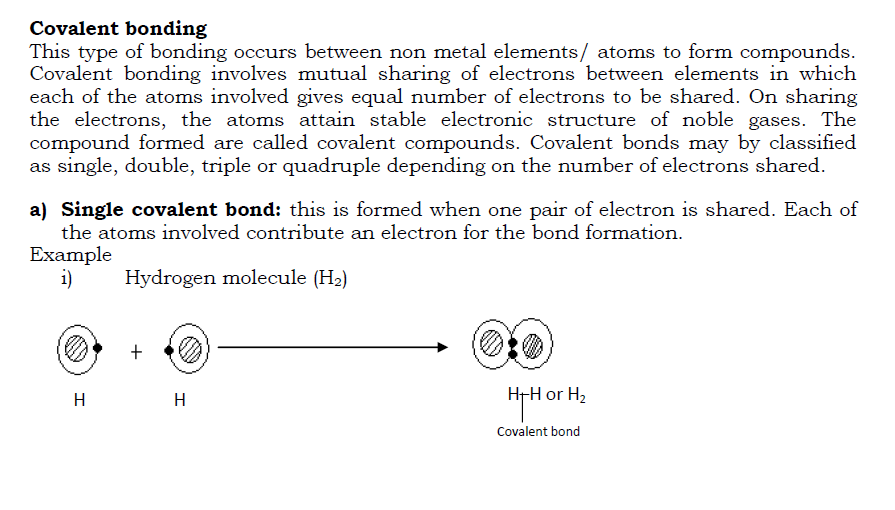 Covalent bonding
This type of bonding occurs between non metal elements/ atoms to form compounds.
Covalent bonding involves mutual sharing of electrons between elements in which
each of the atoms involved gives equal number of electrons to be shared. On sharing
the electrons, the atoms attain stable electronic structure of noble gases. The
compound formed are called covalent compounds. Covalent bonds may by classified
as single, double, triple or quadruple depending on the number of electrons shared.
a) Single covalent bond: this is formed when one pair of electron is shared. Each of
the atoms involved contribute an electron for the bond formation.
Example
i) Hydrogen molecule (H₂)
+
H H
H-H or H₂
Covalent bond